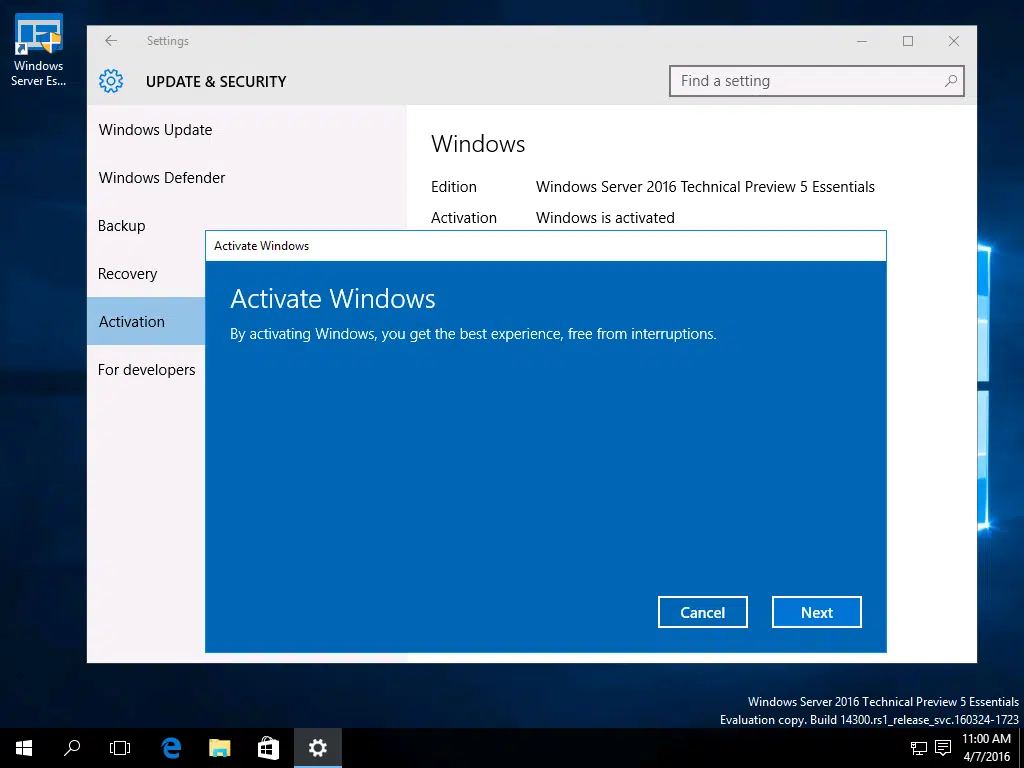 Windows
Server Es...
Settings
UPDATE & SECURITY
Find a setting
Windows Update
Windows Defender
Backup
Recovery
Activation
For developers
Windows
Edition Windows Server 2016 Technical Preview 5 Essentials
Activation Windows is activated
Activate Windows
Activate Windows
By activating Windows, you get the best experience, free from interruptions.
Cancel Next
Windows Server 2016 Technical Preview 5 Essentials
Evaluation copy. Build 14300.rs1_release_svc.160324-1723
11:00 AM
4/7/2016